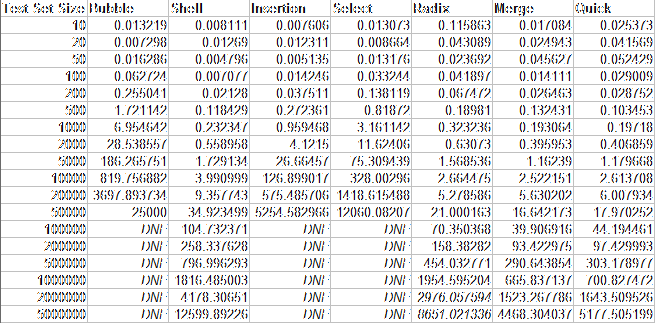 Test Set Size Bubble Shell Insertion Select Radix Merge Quick
10 0.013219 0.008111 0.007606 0.013073 0.115863 0.017084 0.025373
20 0.007298 0.01269 0.012311 0.008664 0.043089 0.024943 0.041569
50 0.016286 0.004796 0.005135 0.013176 0.023692 0.045627 0.052429
100 0.062724 0.007077 0.014246 0.033244 0.041897 0.014111 0.029009
200 0.255041 0.02128 0.037511 0.138119 0.067472 0.026463 0.028752
500 1.721142 0.118429 0.272361 0.81872 0.18981 0.132431 0.103453
1000 6.954642 0.232347 0.959468 3.161142 0.323236 0.193064 0.19718
2000 28.538557 0.558958 4.1215 11.62406 0.63073 0.395953 0.406859
5000 186.265751 1.729134 26.66457 75.309439 1.568536 1.16239 1.179668
10000 819.756882 3.990999 126.899017 328.00296 2.664475 2.522151 2.613708
20000 3697.893734 9.357743 575.485706 1418.615488 5.278586 5.630202 6.007934
50000 25000 34.923499 5254.582966 12060.08207 21.000163 16.642173 17.970252
100000 DNF 104.732371 DNF DNF 70.350368 39.906916 44.194461
200000 DNF 258.337628 DNF DNF 158.38282 93.422975 97.429993
500000 DNF 796.996293 DNF DNF 454.032771 290.643854 303.178977
1000000 DNF 1816.485003 DNF DNF 1954.595204 665.837137 700.827472
2000000 DNF 4178.30651 DNF DNF 2976.057594 1523.267786 1643.509526
5000000 DNF 12599.89226 DNF DNF 8651.021336 4468.304037 5177.505199